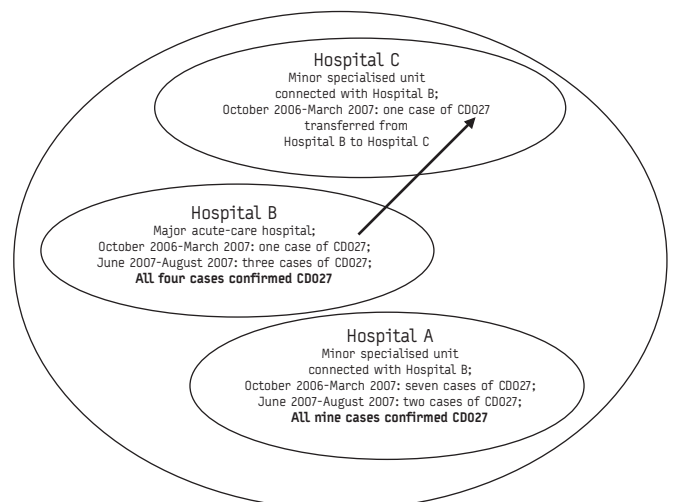 Hospital C
Minor specialised unit
connected with Hospital B;
October 2006-March 2007: one case of CD027
transferred from
Hospital B to Hospital C
Hospital B
Major acute-care hospital;
October 2006-March 2007: one case of CD027;
June 2007-August 2007: three cases of CD027;
All four cases confirmed CD027
Hospital A
Minor specialised unit
connected with Hospital B;
October 2006-March 2007: seven cases of CD027;
June 2007-August 2007: two cases of CD027;
All nine cases confirmed CD027